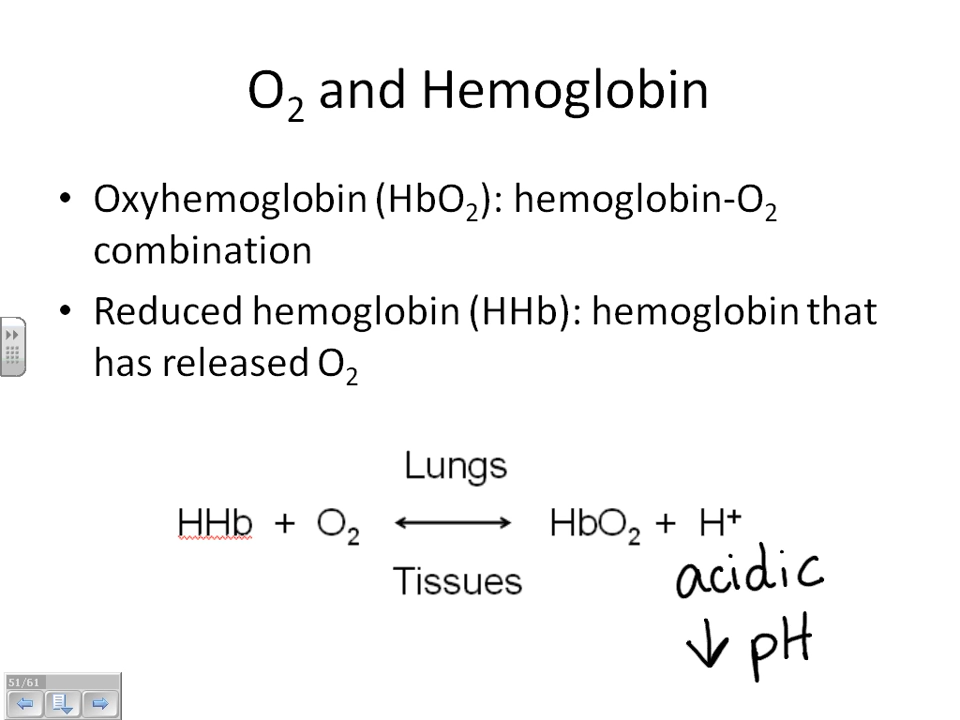 O₂ and Hemoglobin
• Oxyhemoglobin (HbO₂): hemoglobin-O₂
combination
• Reduced hemoglobin (HHb): hemoglobin that
has released O₂
Lungs
HHb + O₂ ⟷ HbO₂ + H⁺
Tissues
acidic
↓ pH
51/61